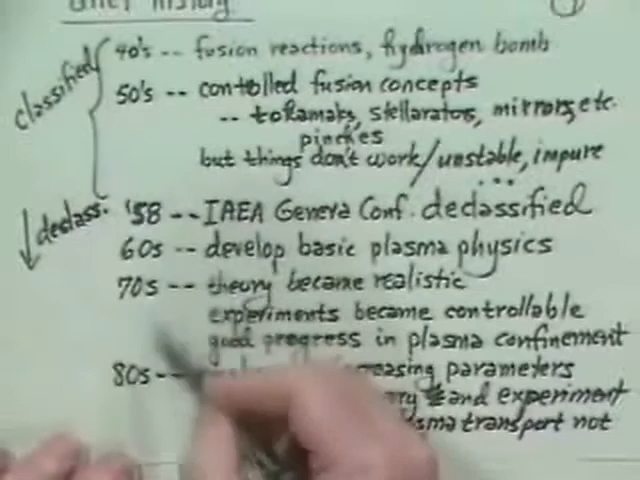 Brief History
classified
40's -- fusion reactions, hydrogen bomb
50's -- controlled fusion concepts
-- tokamaks, stellarators, mirrors, etc.
pinches
but things don't work/unstable, impure
...
declass.
'58 -- IAEA Geneva Conf. declassified
60s -- develop basic plasma physics
70s -- theory became realistic
experiments became controllable
good progress in plasma confinement
80s -- parameters
and experiment
transport not